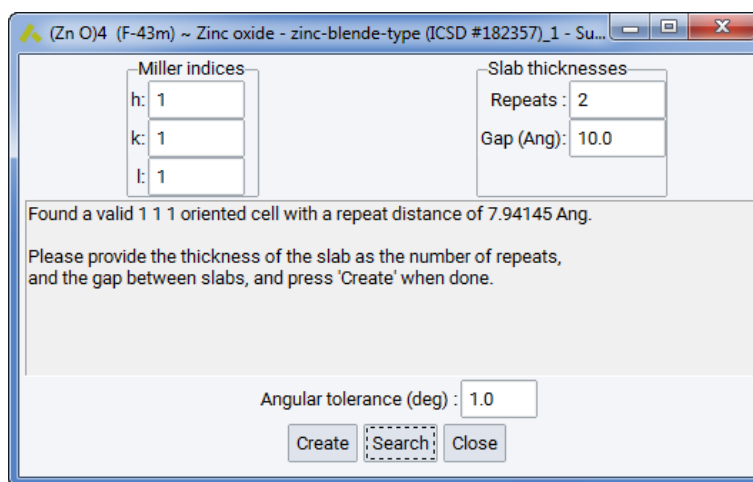 (Zn O)4 (F-43m) ~ Zinc oxide - zinc-blende-type (ICSD #182357)_1 - Su...
Miller indices
h: 1
k: 1
l: 1
Slab thicknesses
Repeats : 2
Gap (Ang): 10.0
Found a valid 1 1 1 oriented cell with a repeat distance of 7.94145 Ang.
Please provide the thickness of the slab as the number of repeats,
and the gap between slabs, and press 'Create' when done.
Angular tolerance (deg) : 1.0
Create Search Close